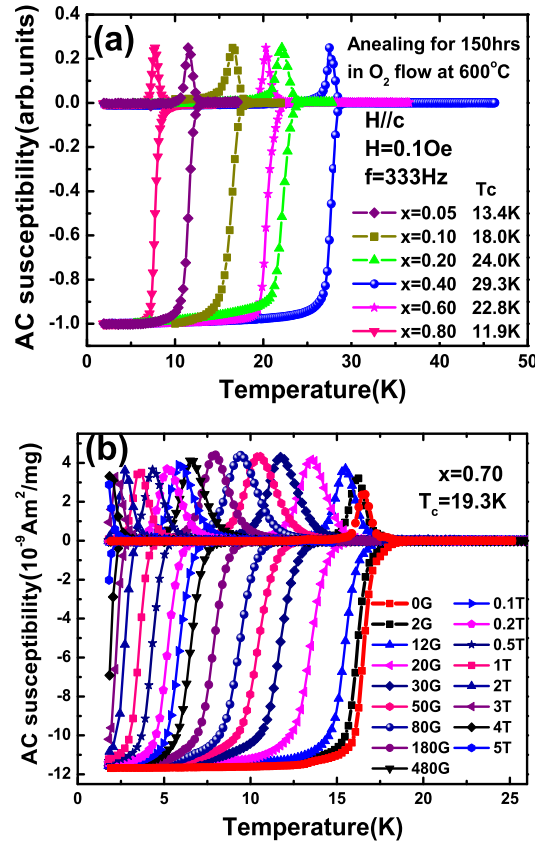 (a)
Anealing for 150hrs
in O2 flow at 600°C
H//c
H=0.1Oe
f=333Hz
Tc
x=0.05 13.4K
x=0.10 18.0K
x=0.20 24.0K
x=0.40 29.3K
x=0.60 22.8K
x=0.80 11.9K
AC susceptibility(arb.units)
0.4
0.2
0.0
-0.2
-0.4
-0.6
-0.8
-1.0
0 10 20 30 40 50
Temperature(K)
(b)
x=0.70
Tc=19.3K
0G 0.1T
2G 0.2T
12G 0.5T
20G 1T
30G 2T
50G 3T
80G 4T
180G 5T
480G
AC susceptibility(10-9Am2/mg)
4
2
0
-2
-4
-6
-8
-10
-12
0 5 10 15 20 25
Temperature(K)